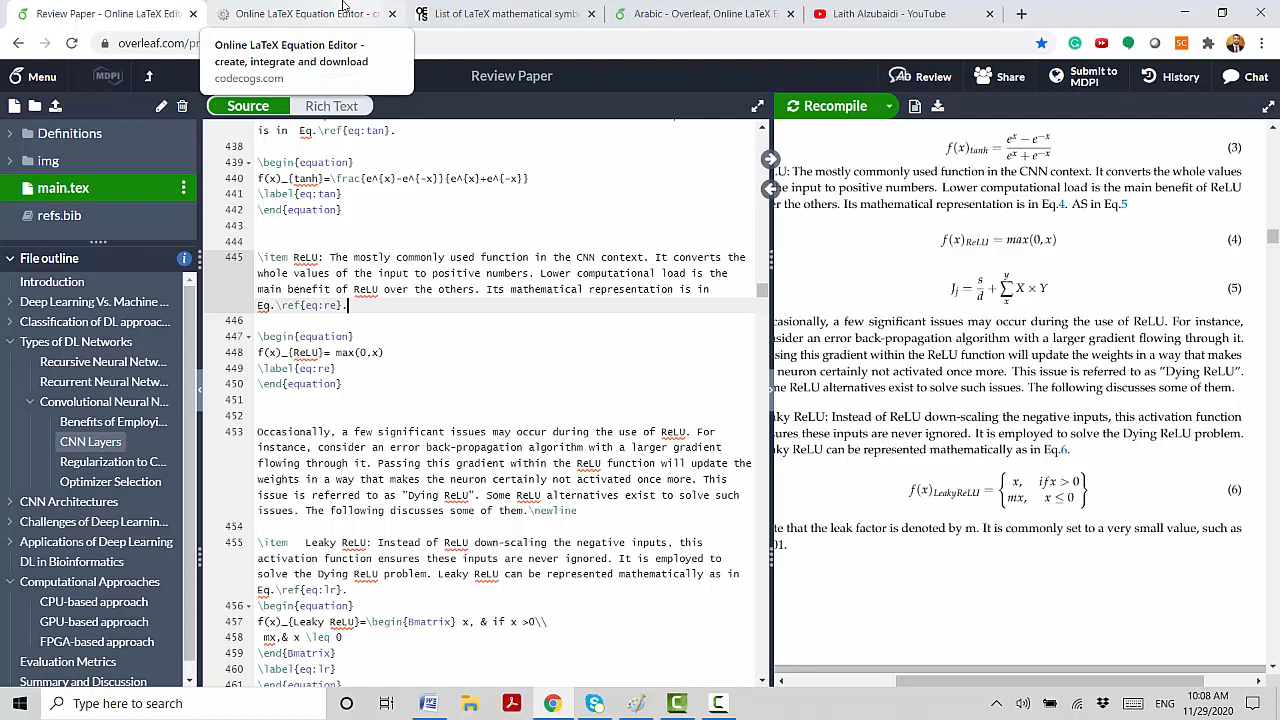 Review Paper - Overleaf, Online LaTeX Editor
Online LaTeX Equation Editor - cr
List of LaTeX mathematical symb
Arabic - Overleaf, Online LaTeX E
Laith Alzubaidi - YouTube
overleaf.com/pr
Online LaTeX Equation Editor -
create, integrate and download
codecogs.com
Menu
MDPI
Review Paper
Review
Share
Submit to
MDPI
History
Chat
Source
Rich Text
Recompile
Definitions
img
main.tex
refs.bib
File outline
Introduction
Deep Learning Vs. Machine ...
Classification of DL approac...
Types of DL Networks
Recursive Neural Netw...
Recurrent Neural Netw...
Convolutional Neural N...
Benefits of Employi...
CNN Layers
Regularization to C...
Optimizer Selection
CNN Architectures
Challenges of Deep Learnin...
Applications of Deep Learning
DL in Bioinformatics
Computational Approaches
CPU-based approach
GPU-based approach
FPGA-based approach
Evaluation Metrics
Summary and Discussion
is in  Eq.\ref{eq:tan}.
438
439 \begin{equation}
440 f(x)_{tanh}=\frac{e^{x}-e^{-x}}{e^{x}+e^{-x}}
441 \label{eq:tan}
442 \end{equation}
443
444
445 \item ReLU: The mostly commonly used function in the CNN context. It converts the
whole values of the input to positive numbers. Lower computational load is the
main benefit of ReLU over the others. Its mathematical representation is in
Eq.\ref{eq:re}.
446
447 \begin{equation}
448 f(x)_{ReLU}= max(0,x)
449 \label{eq:re}
450 \end{equation}
451
452
453 Occasionally, a few significant issues may occur during the use of ReLU. For
instance, consider an error back-propagation algorithm with a larger gradient
flowing through it. Passing this gradient within the ReLU function will update the
weights in a way that makes the neuron certainly not activated once more. This
issue is referred to as "Dying ReLU". Some ReLU alternatives exist to solve such
issues. The following discusses some of them.\newline
454
455 \item  Leaky ReLU: Instead of ReLU down-scaling the negative inputs, this
activation function ensures these inputs are never ignored. It is employed to
solve the Dying ReLU problem. Leaky ReLU can be represented mathematically as in
Eq.\ref{eq:lr}.
456 \begin{equation}
457 f(x)_{Leaky ReLU}=\begin{Bmatrix} x, & if x >0\\
458 mx,& x \leq 0
459 \end{Bmatrix}
460 \label{eq:lr}
461 \end{equation}
f(x)tanh = (e^x − e^−x)/(e^x + e^−x) (3)
LU: The mostly commonly used function in the CNN context. It converts the whole values
the input to positive numbers. Lower computational load is the main benefit of ReLU
er the others. Its mathematical representation is in Eq.4. AS in Eq.5
f(x)ReLU = max(0, x) (4)
Jj = s/d + ∑ y x X × Y (5)
casionally, a few significant issues may occur during the use of ReLU. For instance,
sider an error back-propagation algorithm with a larger gradient flowing through it.
sing this gradient within the ReLU function will update the weights in a way that makes
neuron certainly not activated once more. This issue is referred to as "Dying ReLU".
e ReLU alternatives exist to solve such issues. The following discusses some of them.
ky ReLU: Instead of ReLU down-scaling the negative inputs, this activation function
ures these inputs are never ignored. It is employed to solve the Dying ReLU problem.
ky ReLU can be represented mathematically as in Eq.6.
f(x)LeakyReLU = { x, if x > 0
mx, x ≤ 0 } (6)
te that the leak factor is denoted by m. It is commonly set to a very small value, such as
01.
Type here to search
ENG
10:08 AM
11/29/2020